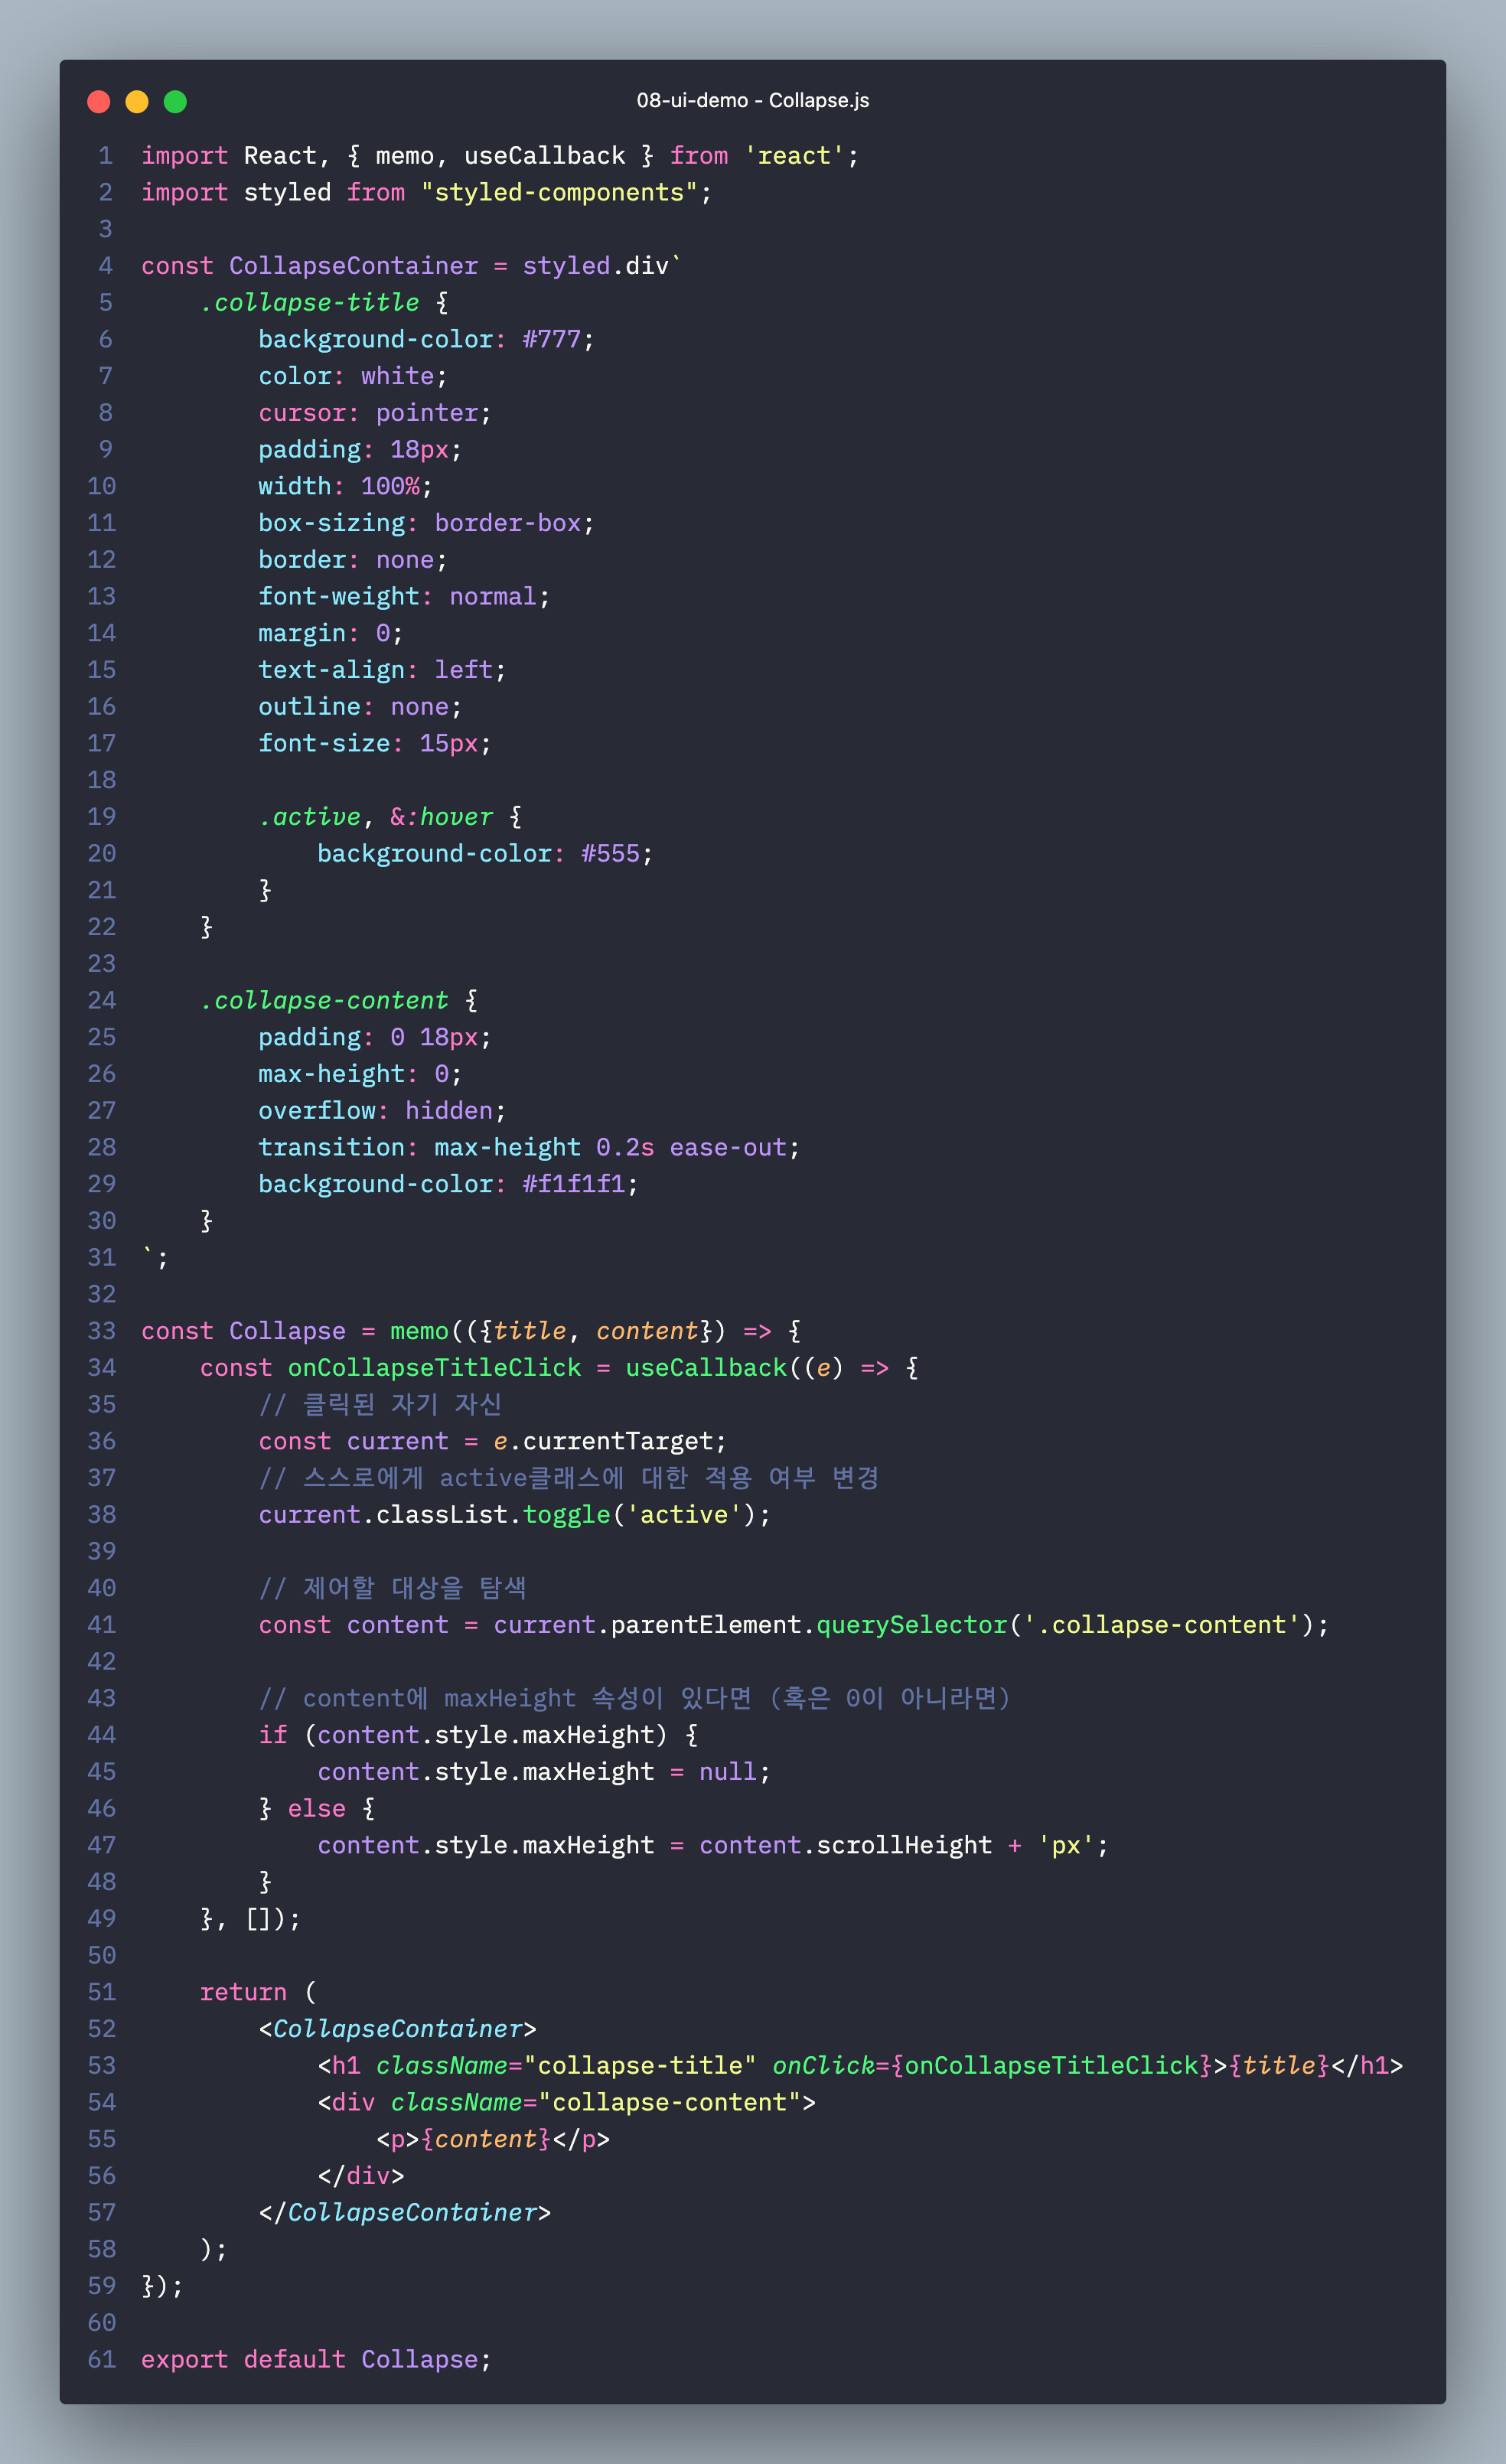 08-ui-demo - Collapse.js
1 import React, { memo, useCallback } from 'react';
2 import styled from "styled-components";
3
4 const CollapseContainer = styled.div`
5     .collapse-title {
6         background-color: #777;
7         color: white;
8         cursor: pointer;
9         padding: 18px;
10         width: 100%;
11         box-sizing: border-box;
12         border: none;
13         font-weight: normal;
14         margin: 0;
15         text-align: left;
16         outline: none;
17         font-size: 15px;
18
19         .active, &:hover {
20             background-color: #555;
21         }
22     }
23
24     .collapse-content {
25         padding: 0 18px;
26         max-height: 0;
27         overflow: hidden;
28         transition: max-height 0.2s ease-out;
29         background-color: #f1f1f1;
30     }
31 `;
32
33 const Collapse = memo(({title, content}) => {
34     const onCollapseTitleClick = useCallback((e) => {
35         // 클릭된 자기 자신
36         const current = e.currentTarget;
37         // 스스로에게 active클래스에 대한 적용 여부 변경
38         current.classList.toggle('active');
39
40         // 제어할 대상을 탐색
41         const content = current.parentElement.querySelector('.collapse-content');
42
43         // content에 maxHeight 속성이 있다면 (혹은 0이 아니라면)
44         if (content.style.maxHeight) {
45             content.style.maxHeight = null;
46         } else {
47             content.style.maxHeight = content.scrollHeight + 'px';
48         }
49     }, []);
50
51     return (
52         <CollapseContainer>
53             <h1 className="collapse-title" onClick={onCollapseTitleClick}>{title}</h1>
54             <div className="collapse-content">
55                 <p>{content}</p>
56             </div>
57         </CollapseContainer>
58     );
59 });
60
61 export default Collapse;